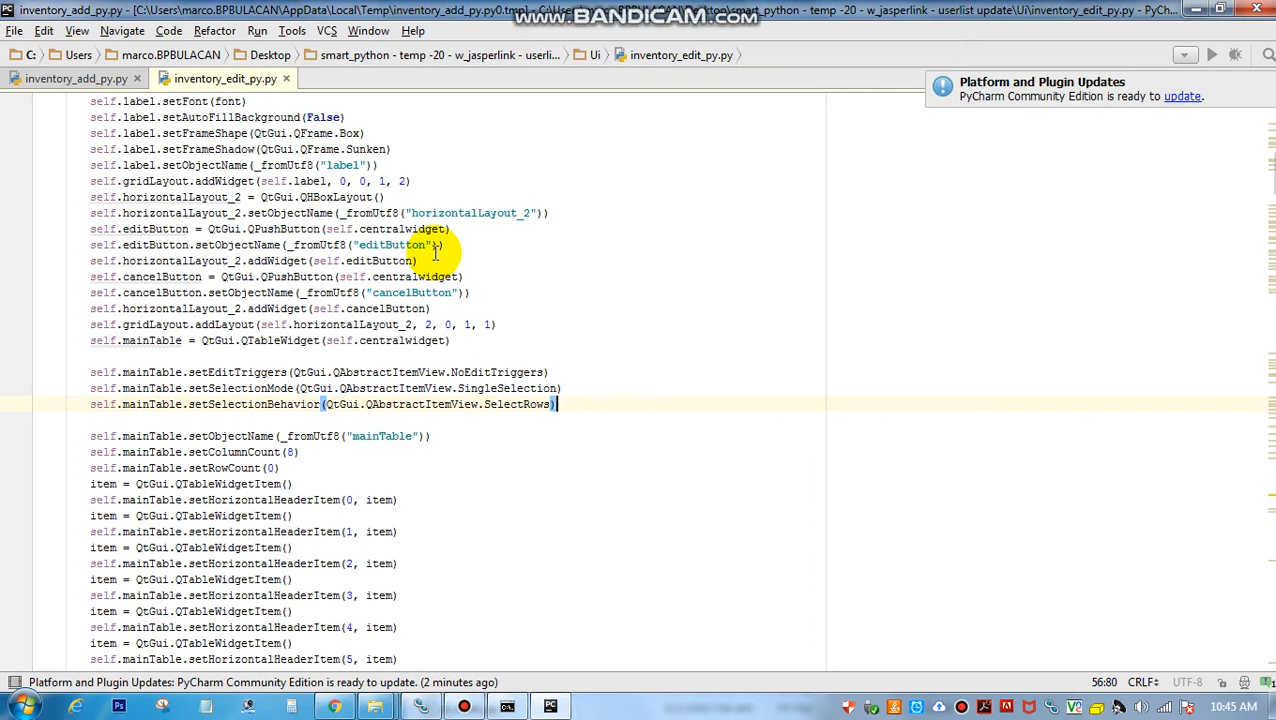 inventory_add_py.py - [C:\Users\marco.BPBULACAN\AppData\Local\Temp\inventory_add_py.py0.tmp] - smart_python - temp -20 - w_jasperlink - userlist update\Ui\inventory_edit_py.py - PyCh...
www.BANDICAM.com
File Edit View Navigate Code Refactor Run Tools VCS Window Help
C: Users marco.BPBULACAN Desktop smart_python - temp -20 - w_jasperlink - userli... Ui inventory_edit_py.py
inventory_add_py.py inventory_edit_py.py
Platform and Plugin Updates
PyCharm Community Edition is ready to update.
self.label.setFont(font)
self.label.setAutoFillBackground(False)
self.label.setFrameShape(QtGui.QFrame.Box)
self.label.setFrameShadow(QtGui.QFrame.Sunken)
self.label.setObjectName(_fromUtf8("label"))
self.gridLayout.addWidget(self.label, 0, 0, 1, 2)
self.horizontalLayout_2 = QtGui.QHBoxLayout()
self.horizontalLayout_2.setObjectName(_fromUtf8("horizontalLayout_2"))
self.editButton = QtGui.QPushButton(self.centralwidget)
self.editButton.setObjectName(_fromUtf8("editButton"))
self.horizontalLayout_2.addWidget(self.editButton)
self.cancelButton = QtGui.QPushButton(self.centralwidget)
self.cancelButton.setObjectName(_fromUtf8("cancelButton"))
self.horizontalLayout_2.addWidget(self.cancelButton)
self.gridLayout.addLayout(self.horizontalLayout_2, 2, 0, 1, 1)
self.mainTable = QtGui.QTableWidget(self.centralwidget)
self.mainTable.setEditTriggers(QtGui.QAbstractItemView.NoEditTriggers)
self.mainTable.setSelectionMode(QtGui.QAbstractItemView.SingleSelection)
self.mainTable.setSelectionBehavior(QtGui.QAbstractItemView.SelectRows)
self.mainTable.setObjectName(_fromUtf8("mainTable"))
self.mainTable.setColumnCount(8)
self.mainTable.setRowCount(0)
item = QtGui.QTableWidgetItem()
self.mainTable.setHorizontalHeaderItem(0, item)
item = QtGui.QTableWidgetItem()
self.mainTable.setHorizontalHeaderItem(1, item)
item = QtGui.QTableWidgetItem()
self.mainTable.setHorizontalHeaderItem(2, item)
item = QtGui.QTableWidgetItem()
self.mainTable.setHorizontalHeaderItem(3, item)
item = QtGui.QTableWidgetItem()
self.mainTable.setHorizontalHeaderItem(4, item)
item = QtGui.QTableWidgetItem()
self.mainTable.setHorizontalHeaderItem(5, item)
Platform and Plugin Updates: PyCharm Community Edition is ready to update. (2 minutes ago) 56:80 CRLF UTF-8
10:45 AM